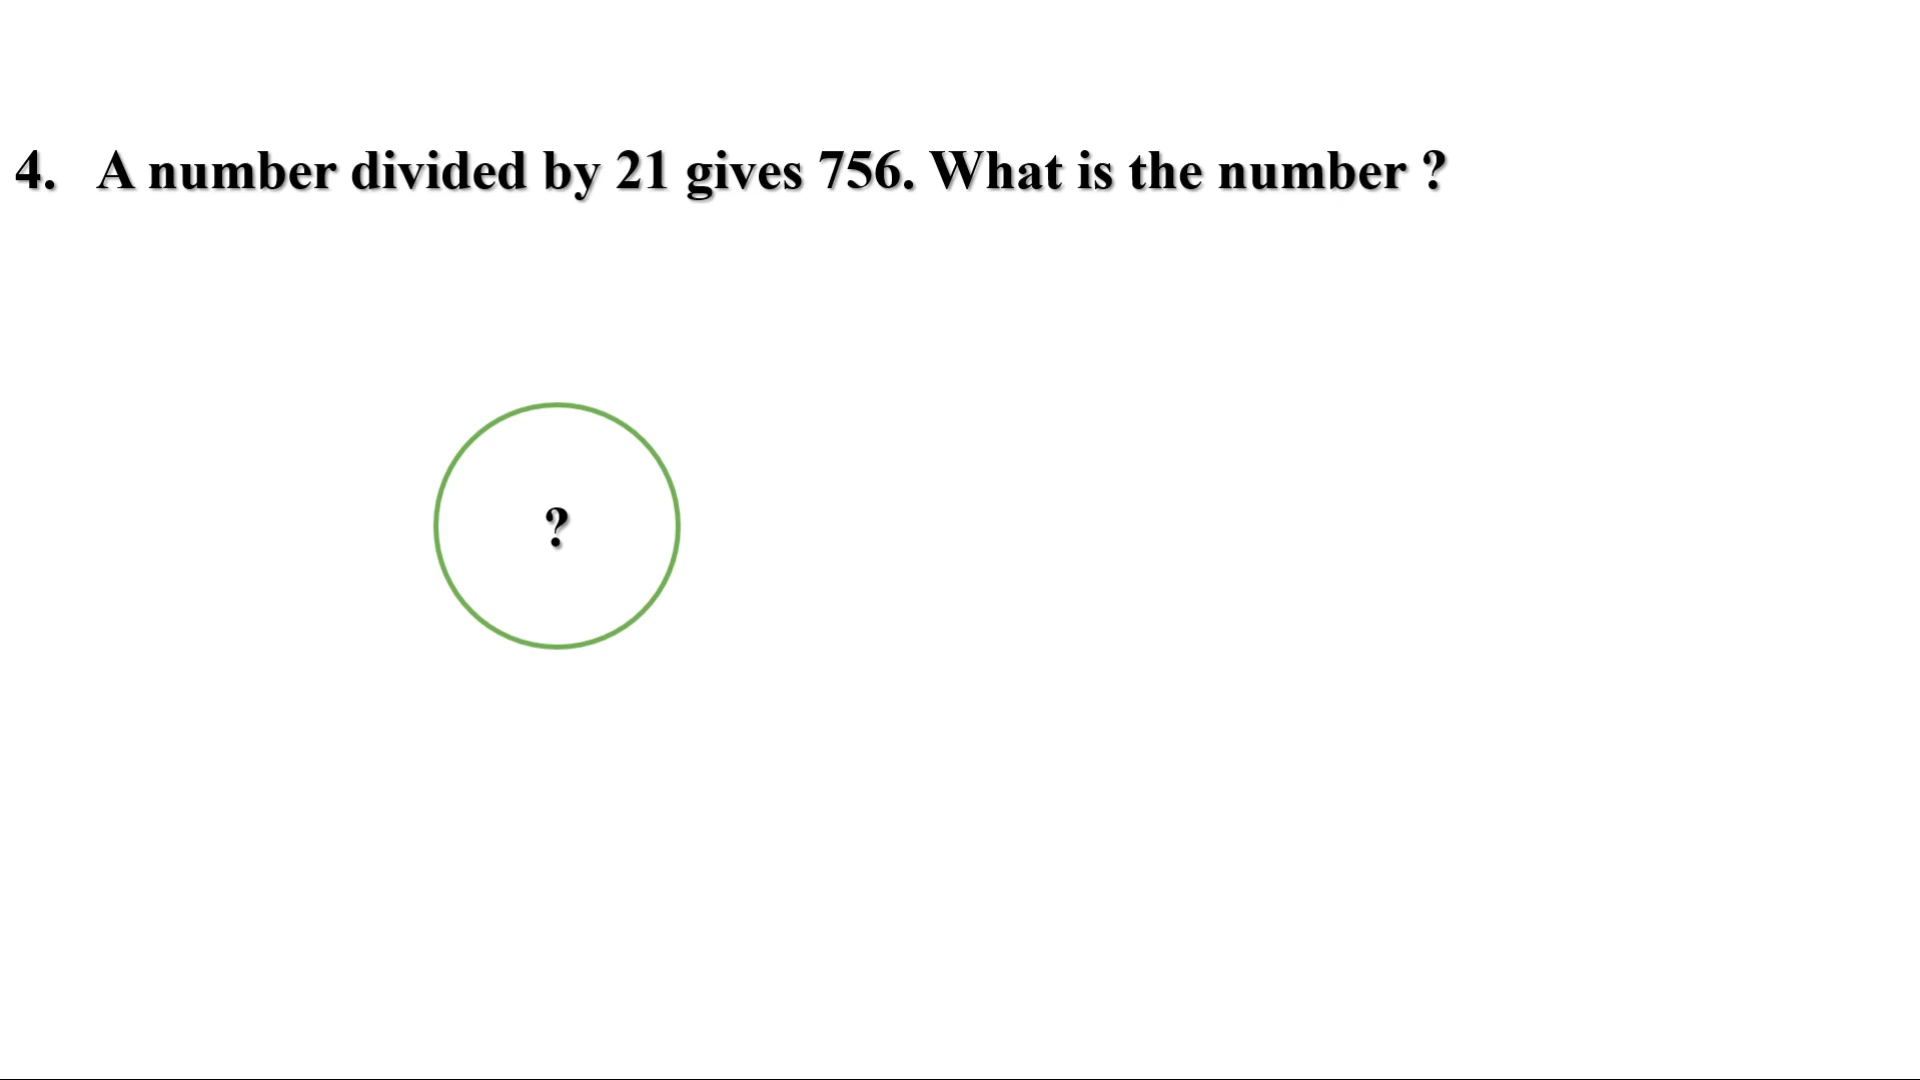 4. A number divided by 21 gives 756. What is the number ?
?